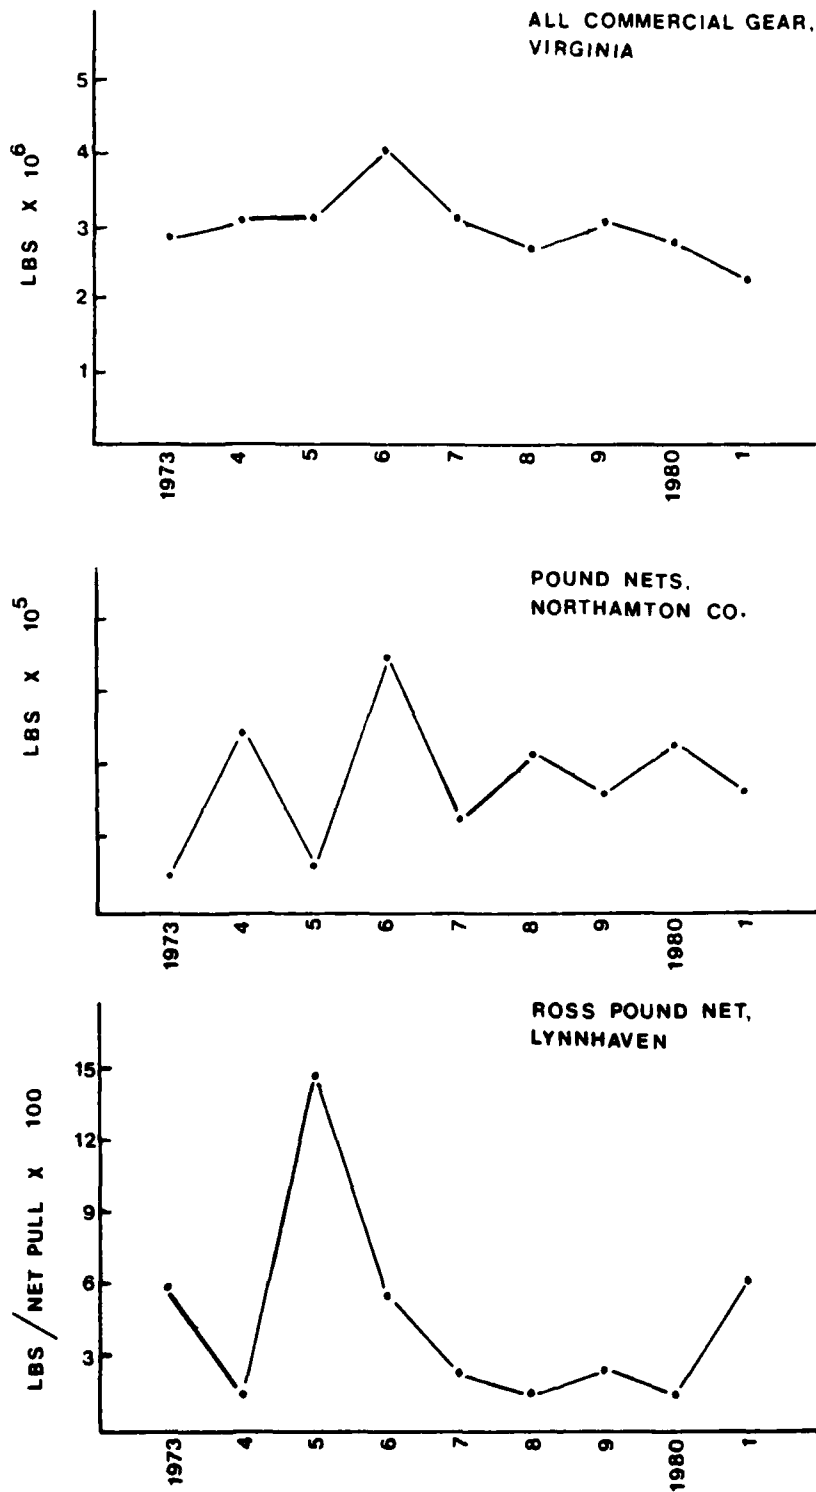 ALL COMMERCIAL GEAR,
VIRGINIA
LBS X 10^6
5
4
3
2
1
1973 4 5 6 7 8 9 1980 1
POUND NETS,
NORTHAMTON CO.
LBS X 10^5
1973 4 5 6 7 8 9 1980 1
ROSS POUND NET,
LYNNHAVEN
LBS / NET PULL X 100
15
12
9
6
3
1973 4 5 6 7 8 9 1980 1